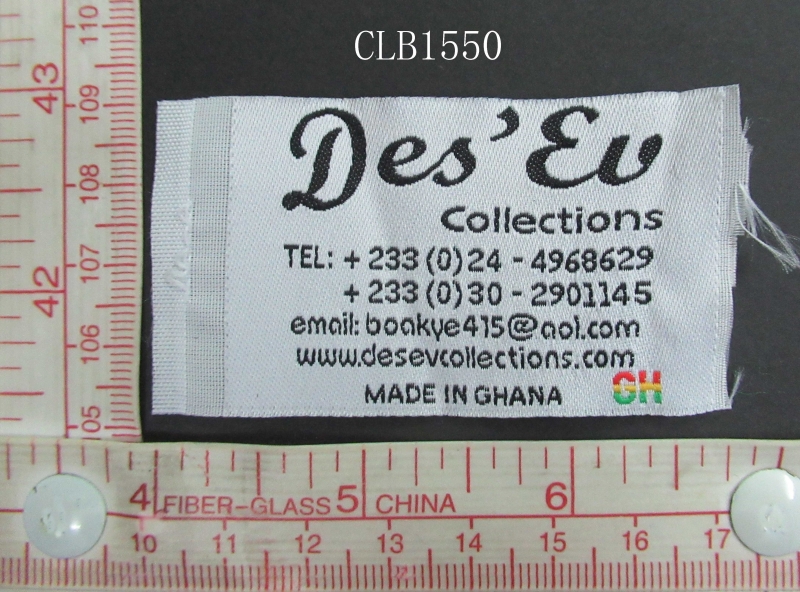 CLB1550
Des'Ev
Collections
TEL: + 233 (0) 24 - 4968629
+ 233 (0) 30 - 2901145
email: boakye415@aol.com
www.desevcollections.com
MADE IN GHANA GH
110
43
109
108
107
42
106
105
4 FIBER-GLASS 5 CHINA 6
10 11 12 13 14 15 16 17